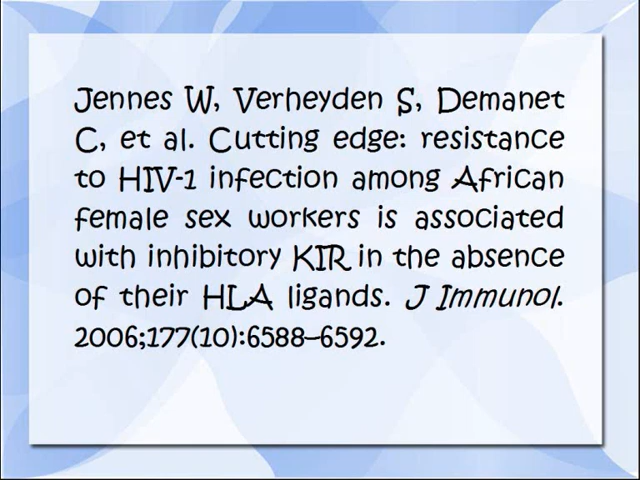 Jennes W, Verheyden S, Demanet
C, et al. Cutting edge: resistance
to HIV-1 infection among African
female sex workers is associated
with inhibitory KIR in the absence
of their HLA ligands. J Immunol.
2006;177(10):6588–6592.